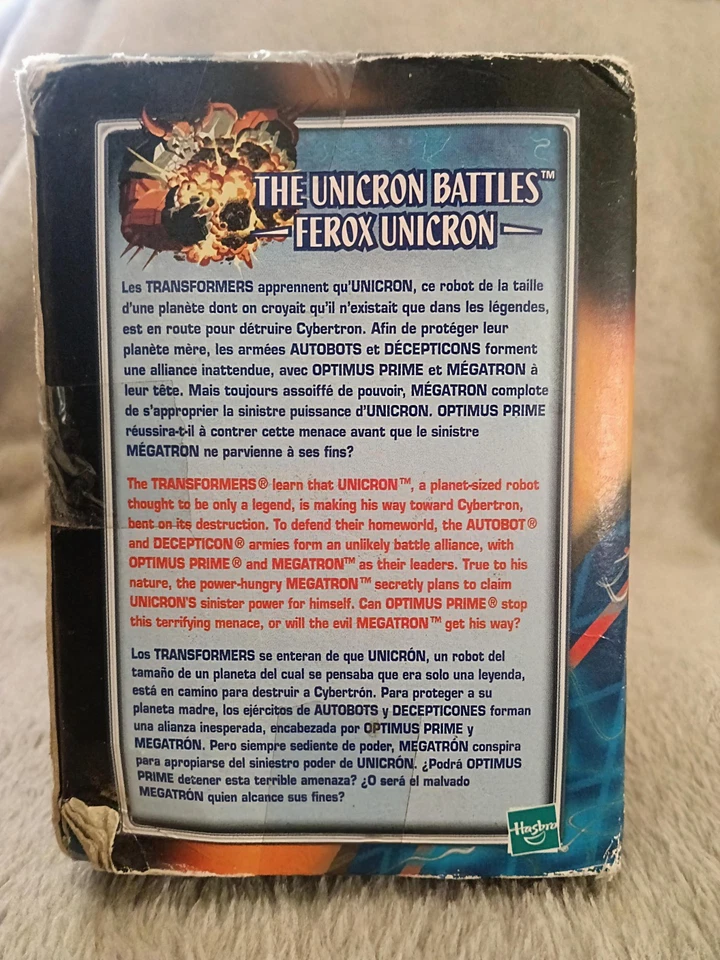 THE UNICRON BATTLES™
FEROX UNICRON
Les TRANSFORMERS apprennent qu'UNICRON, ce robot de la taille
d'une planète dont on croyait qu'il n'existait que dans les légendes,
est en route pour détruire Cybertron. Afin de protéger leur
planète mère, les armées AUTOBOTS et DÉCEPTICONS forment
une alliance inattendue, avec OPTIMUS PRIME et MÉGATRON à
leur tête. Mais toujours assoiffé de pouvoir, MÉGATRON complote
de s'approprier la sinistre puissance d'UNICRON. OPTIMUS PRIME
réussira-t-il à contrer cette menace avant que le sinistre
MÉGATRON ne parvienne à ses fins?
The TRANSFORMERS® learn that UNICRON™, a planet-sized robot
thought to be only a legend, is making his way toward Cybertron,
bent on its destruction. To defend their homeworld, the AUTOBOT®
and DECEPTICON® armies form an unlikely battle alliance, with
OPTIMUS PRIME® and MEGATRON™ as their leaders. True to his
nature, the power-hungry MEGATRON™ secretly plans to claim
UNICRON'S sinister power for himself. Can OPTIMUS PRIME® stop
this terrifying menace, or will the evil MEGATRON™ get his way?
Los TRANSFORMERS se enteran de que UNICRÓN, un robot del
tamaño de un planeta del cual se pensaba que era solo una leyenda,
está en camino para destruir a Cybertrón. Para proteger a su
planeta madre, los ejércitos de AUTOBOTS y DECEPTICONES forman
una alianza inesperada, encabezada por OPTIMUS PRIME y
MEGATRÓN. Pero siempre sediente de poder, MEGATRÓN conspira
para apropiarse del siniestro poder de UNICRÓN. ¿Podrá OPTIMUS
PRIME detener esta terrible amenaza? ¿O será el malvado
MEGATRÓN quien alcance sus fines?
Hasbro®